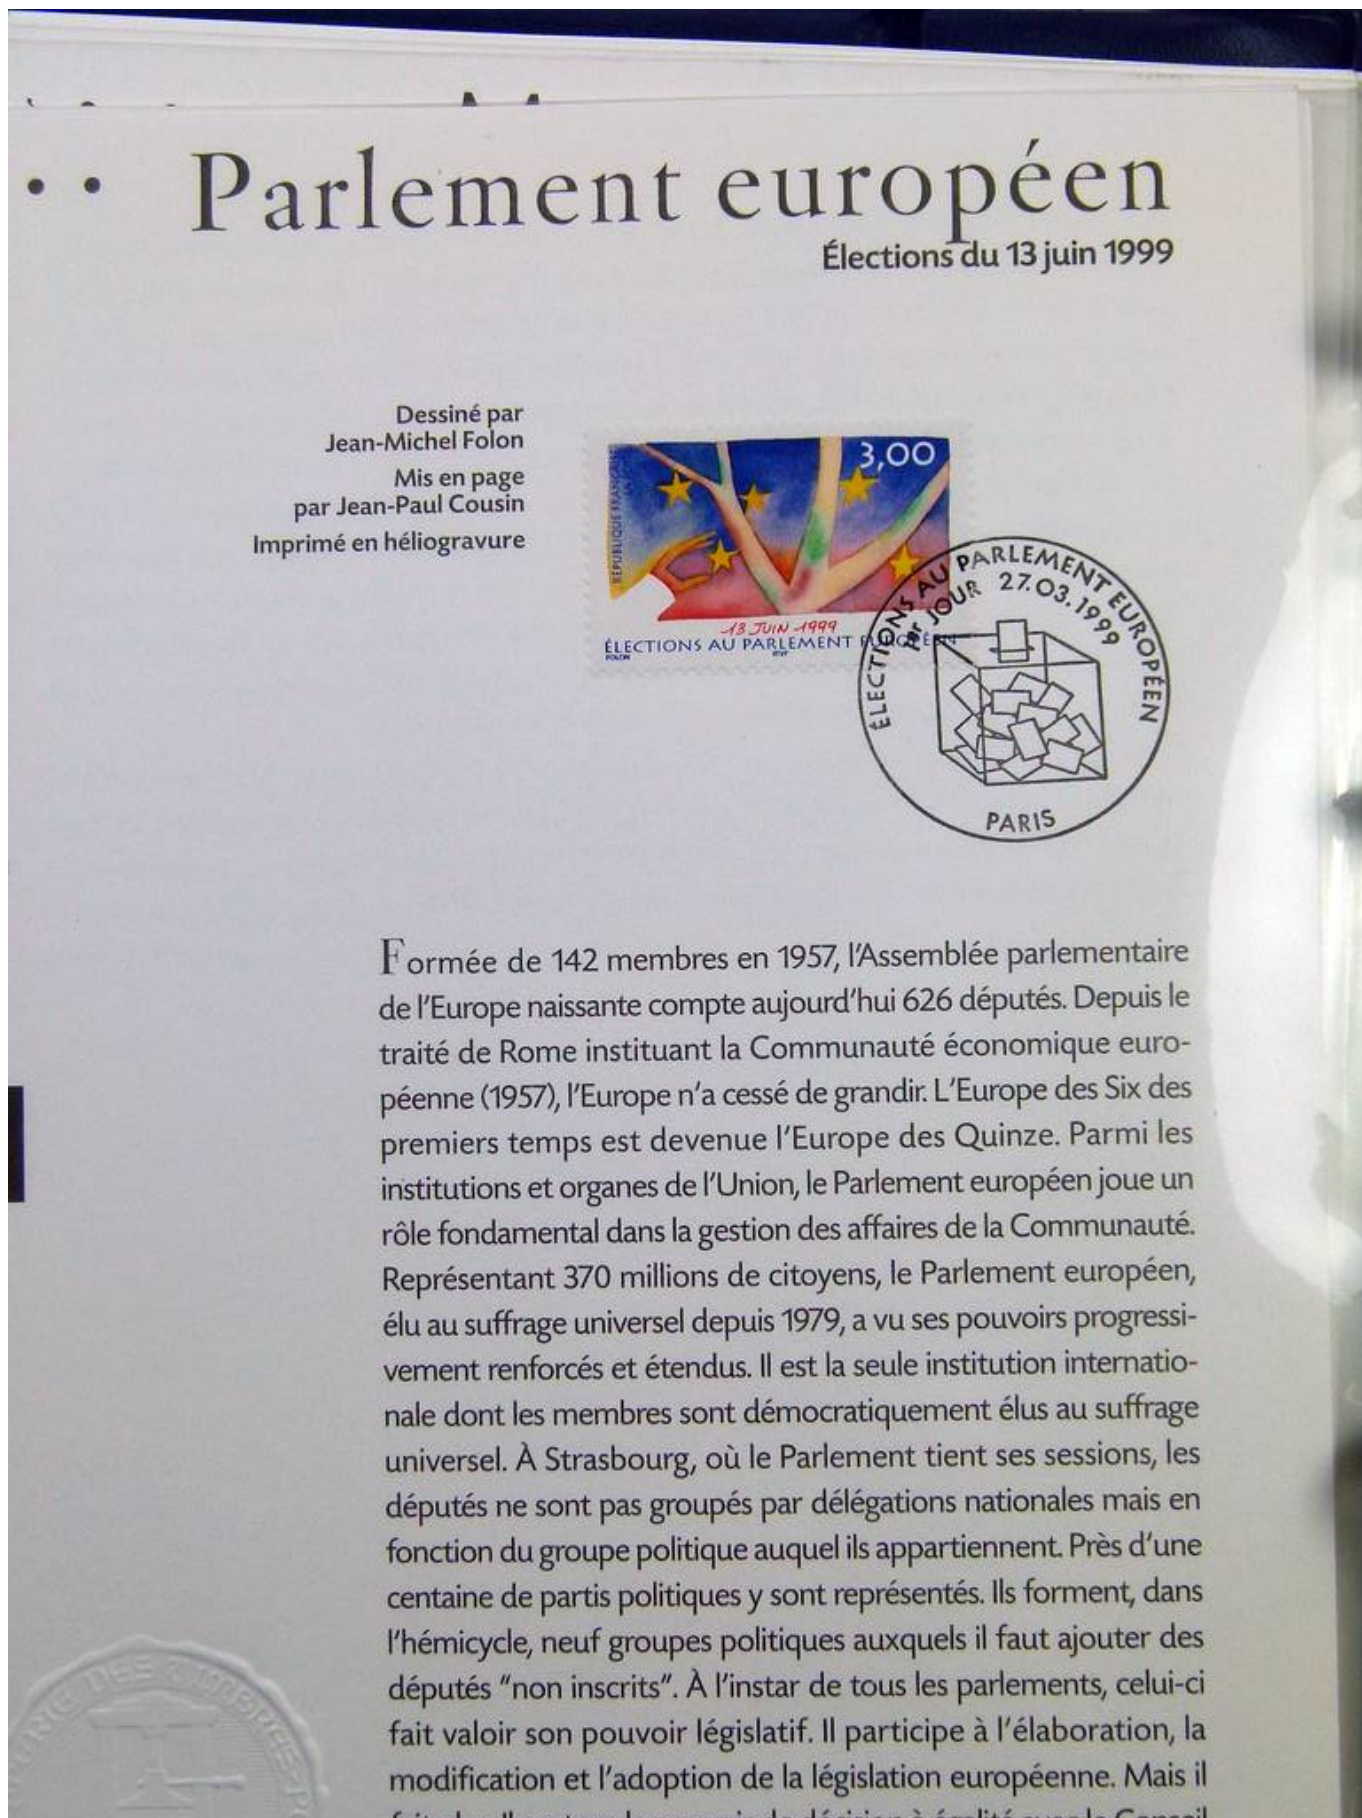 Parlement européen
Élections du 13 juin 1999
Dessiné par
Jean-Michel Folon
Mis en page
par Jean-Paul Cousin
Imprimé en héliogravure
3,00
RÉPUBLIQUE FRANÇAISE
13 JUIN 1999
ÉLECTIONS AU PARLEMENT EUROPÉEN
FOLON
ÉLECTIONS AU PARLEMENT EUROPÉEN
1er JOUR 27.03.1999
PARIS
Formée de 142 membres en 1957, l'Assemblée parlementaire
de l'Europe naissante compte aujourd'hui 626 députés. Depuis le
traité de Rome instituant la Communauté économique euro-
péenne (1957), l'Europe n'a cessé de grandir. L'Europe des Six des
premiers temps est devenue l'Europe des Quinze. Parmi les
institutions et organes de l'Union, le Parlement européen joue un
rôle fondamental dans la gestion des affaires de la Communauté.
Représentant 370 millions de citoyens, le Parlement européen,
élu au suffrage universel depuis 1979, a vu ses pouvoirs progressi-
vement renforcés et étendus. Il est la seule institution internatio-
nale dont les membres sont démocratiquement élus au suffrage
universel. À Strasbourg, où le Parlement tient ses sessions, les
députés ne sont pas groupés par délégations nationales mais en
fonction du groupe politique auquel ils appartiennent. Près d'une
centaine de partis politiques y sont représentés. Ils forment, dans
l'hémicycle, neuf groupes politiques auxquels il faut ajouter des
députés "non inscrits". À l'instar de tous les parlements, celui-ci
fait valoir son pouvoir législatif. Il participe à l'élaboration, la
modification et l'adoption de la législation européenne. Mais il